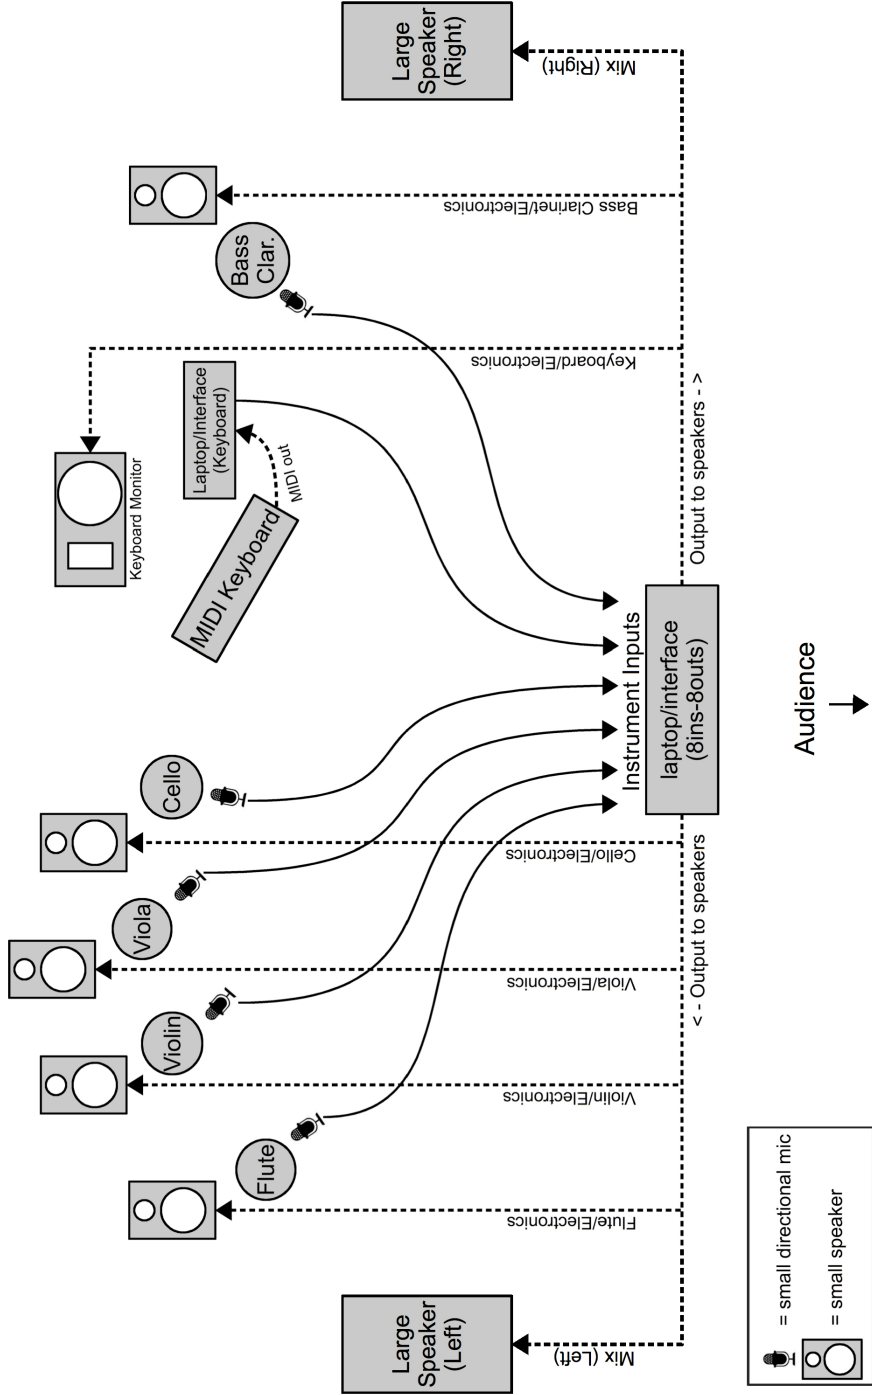 Large
Speaker
(Left)
Mix (Left)
Flute/Electronics
Flute
Violin/Electronics
Violin
Viola/Electronics
Viola
Cello/Electronics
Cello
Keyboard Monitor
MIDI Keyboard
MIDI out
Laptop/Interface
(Keyboard)
Keyboard/Electronics
Bass
Clar.
Bass Clarinet/Electronics
Large
Speaker
(Right)
Mix (Right)
Instrument Inputs
laptop/interface
(8ins-8outs)
< - Output to speakers
Output to speakers - >
Audience
= small directional mic
= small speaker